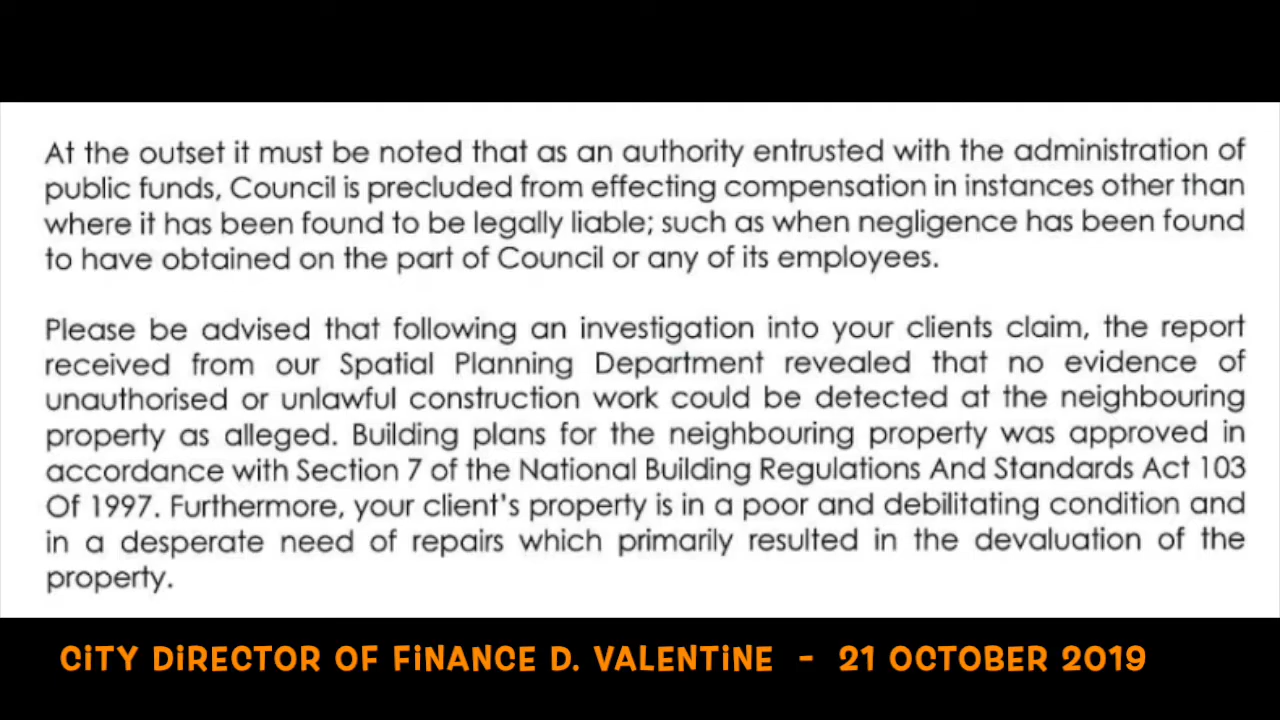 At the outset it must be noted that as an authority entrusted with the administration of
public funds, Council is precluded from effecting compensation in instances other than
where it has been found to be legally liable; such as when negligence has been found
to have obtained on the part of Council or any of its employees.
Please be advised that following an investigation into your clients claim, the report
received from our Spatial Planning Department revealed that no evidence of
unauthorised or unlawful construction work could be detected at the neighbouring
property as alleged. Building plans for the neighbouring property was approved in
accordance with Section 7 of the National Building Regulations And Standards Act 103
Of 1997. Furthermore, your client's property is in a poor and debilitating condition and
in a desperate need of repairs which primarily resulted in the devaluation of the
property.
CITY DIRECTOR OF FINANCE D. VALENTINE - 21 OCTOBER 2019